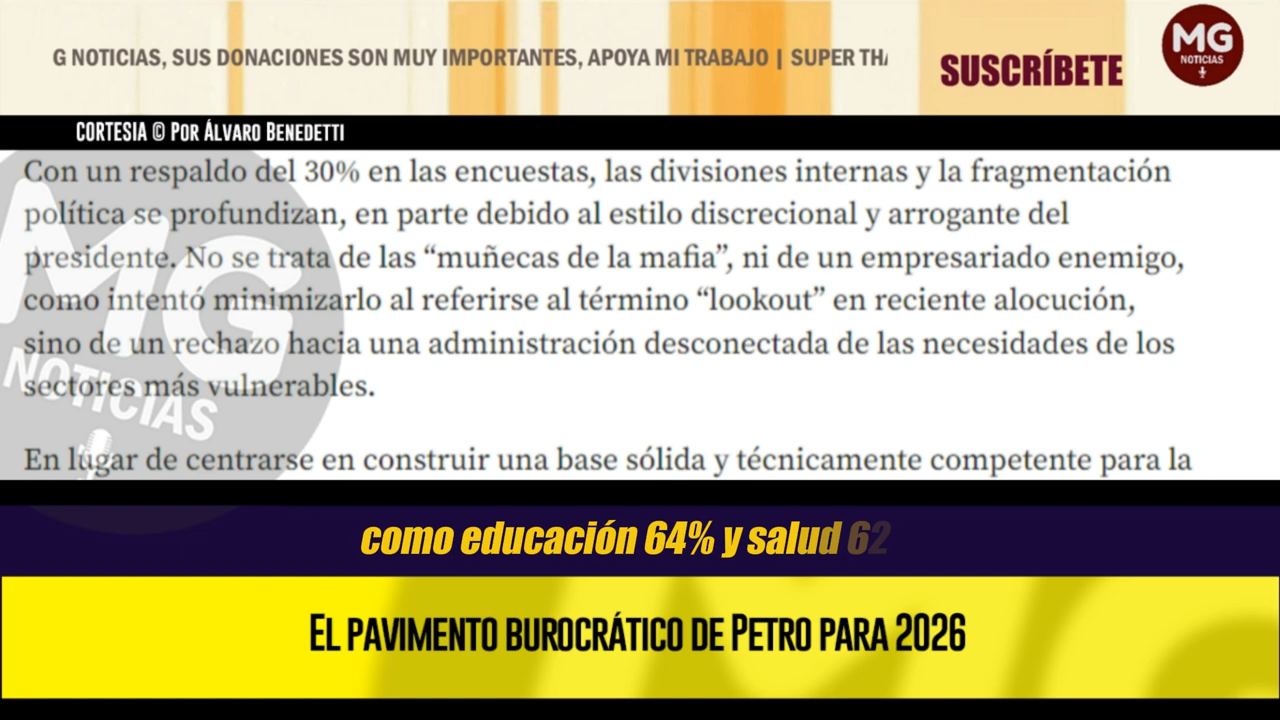 G NOTICIAS, SUS DONACIONES SON MUY IMPORTANTES, APOYA MI TRABAJO | SUPER THA
SUSCRÍBETE
MG
NOTICIAS
CORTESIA © POR ÁLVARO BENEDETTI
Con un respaldo del 30% en las encuestas, las divisiones internas y la fragmentación
política se profundizan, en parte debido al estilo discrecional y arrogante del
presidente. No se trata de las “muñecas de la mafia”, ni de un empresariado enemigo,
como intentó minimizarlo al referirse al término “lookout” en reciente alocución,
sino de un rechazo hacia una administración desconectada de las necesidades de los
sectores más vulnerables.
En lugar de centrarse en construir una base sólida y técnicamente competente para la
MG
NOTICIAS
como educación 64% y salud 62
EL PAVIMENTO BUROCRÁTICO DE PETRO PARA 2026